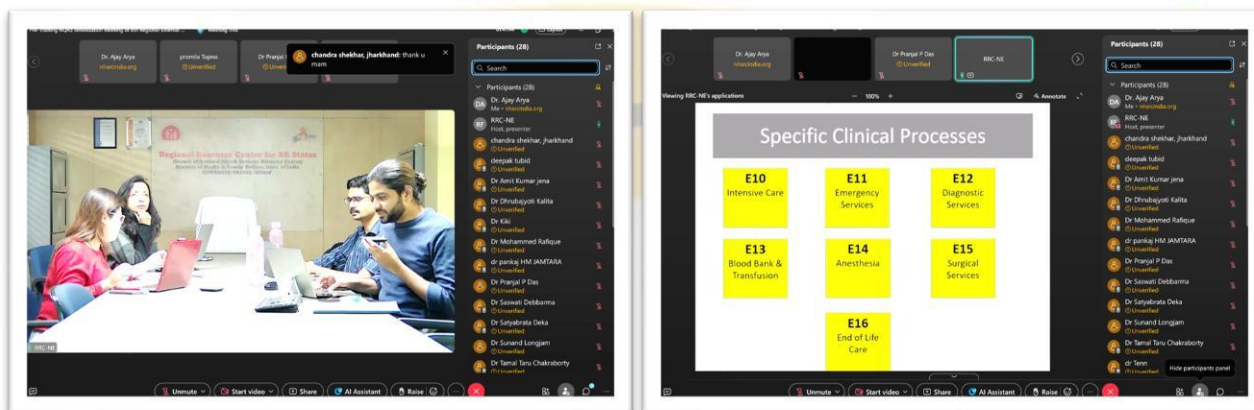 Dr. Ajay Arya
nhsrcindia.org
promila Topno
Unverified
chandra shekhar, jharkhand: thank u
mam
Regional Resource Centre for NE States
RRC-NE
Participants (28)
Search
Participants (28)
DA
Dr. Ajay Arya
Me • nhsrcindia.org
RF
RRC-NE
Host, presenter
chandra shekhar, jharkhand
Unverified
deepak tubid
Unverified
Dr Amit Kumar jena
Unverified
Dr Dhrubajyoti Kalita
Unverified
Dr Kiki
Unverified
Dr Mohammed Rafique
Unverified
dr pankaj HM JAMTARA
Unverified
Dr Pranjal P Das
Unverified
Dr Saswati Debbarma
Unverified
Dr Satyabrata Deka
Unverified
Dr Sunand Longjam
Unverified
Dr Tamal Taru Chakraborty
Unmute
Start video
Share
AI Assistant
Raise
Dr. Ajay Arya
nhsrcindia.org
Dr Pranjal P Das
Unverified
RRC-NE
Viewing RRC-NE's applications
100%
Annotate
Specific Clinical Processes
E10
Intensive Care
E11
Emergency
Services
E12
Diagnostic
Services
E13
Blood Bank &
Transfusion
E14
Anesthesia
E15
Surgical
Services
E16
End of Life
Care
Participants (28)
Search
Participants (28)
DA
Dr. Ajay Arya
Me • nhsrcindia.org
RRC-NE
Host, presenter
chandra shekhar, jharkhand
Unverified
deepak tubid
Unverified
Dr Amit Kumar jena
Unverified
Dr Dhrubajyoti Kalita
Unverified
Dr Kiki
Unverified
Dr Mohammed Rafique
Unverified
dr pankaj HM JAMTARA
Unverified
Dr Pranjal P Das
Unverified
Dr Saswati Debbarma
Unverified
Dr Satyabrata Deka
Unverified
Dr Sunand Longjam
Unverified
Dr Tamal Taru Chakraborty
Unverified
dr Tenn
Hide participants panel
Unmute
Start video
Share
AI Assistant
Raise